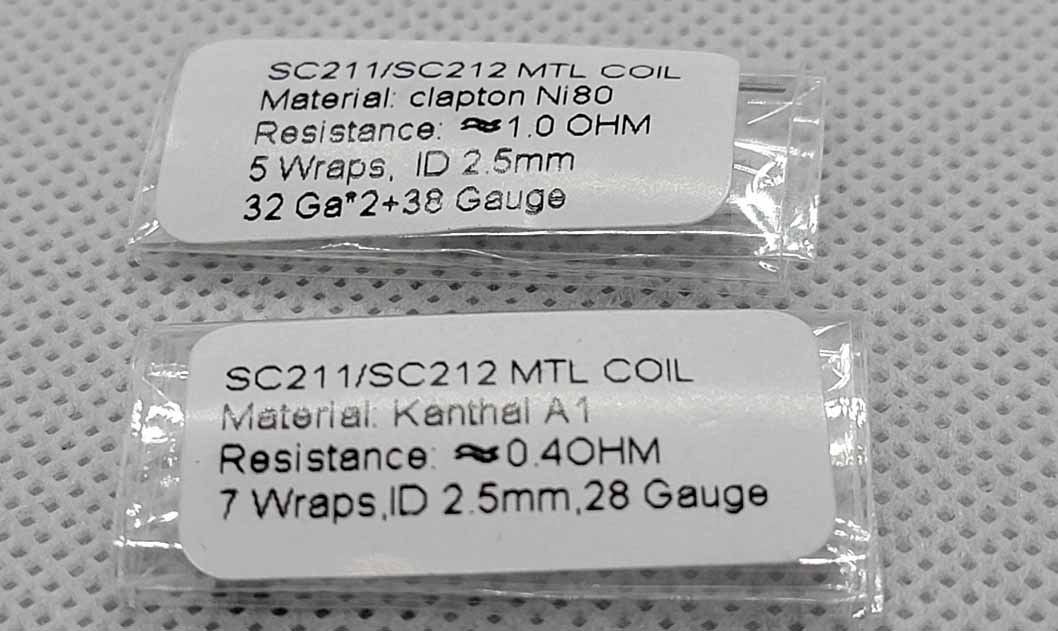 SC211/SC212 MTL COIL
Material: clapton Ni80
Resistance: ≈1.0 OHM
5 Wraps, ID 2.5mm
32 Ga*2+38 Gauge
SC211/SC212 MTL COIL
Material: Kanthal A1
Resistance: ≈0.4OHM
7 Wraps,ID 2.5mm,28 Gauge